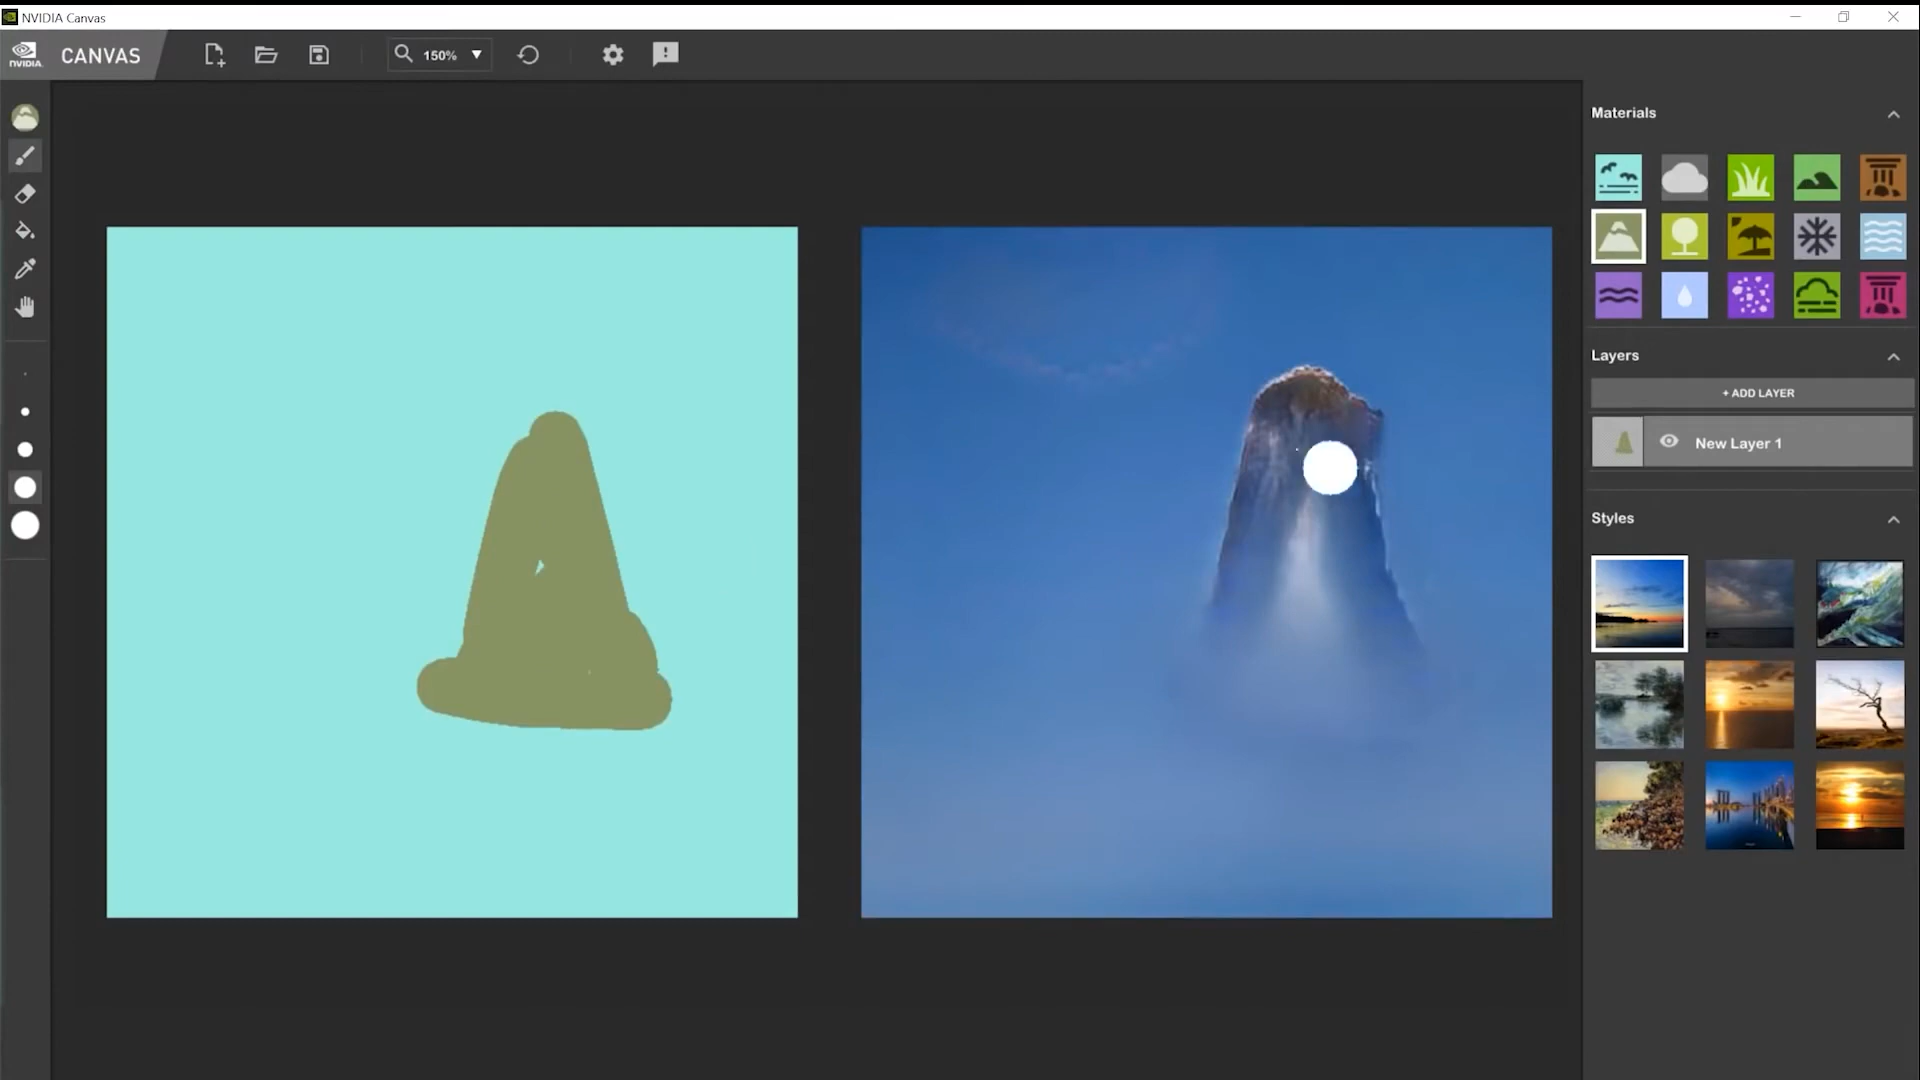 NVIDIA Canvas
NVIDIA.
CANVAS
150%
Materials
Layers
+ ADD LAYER
New Layer 1
Styles